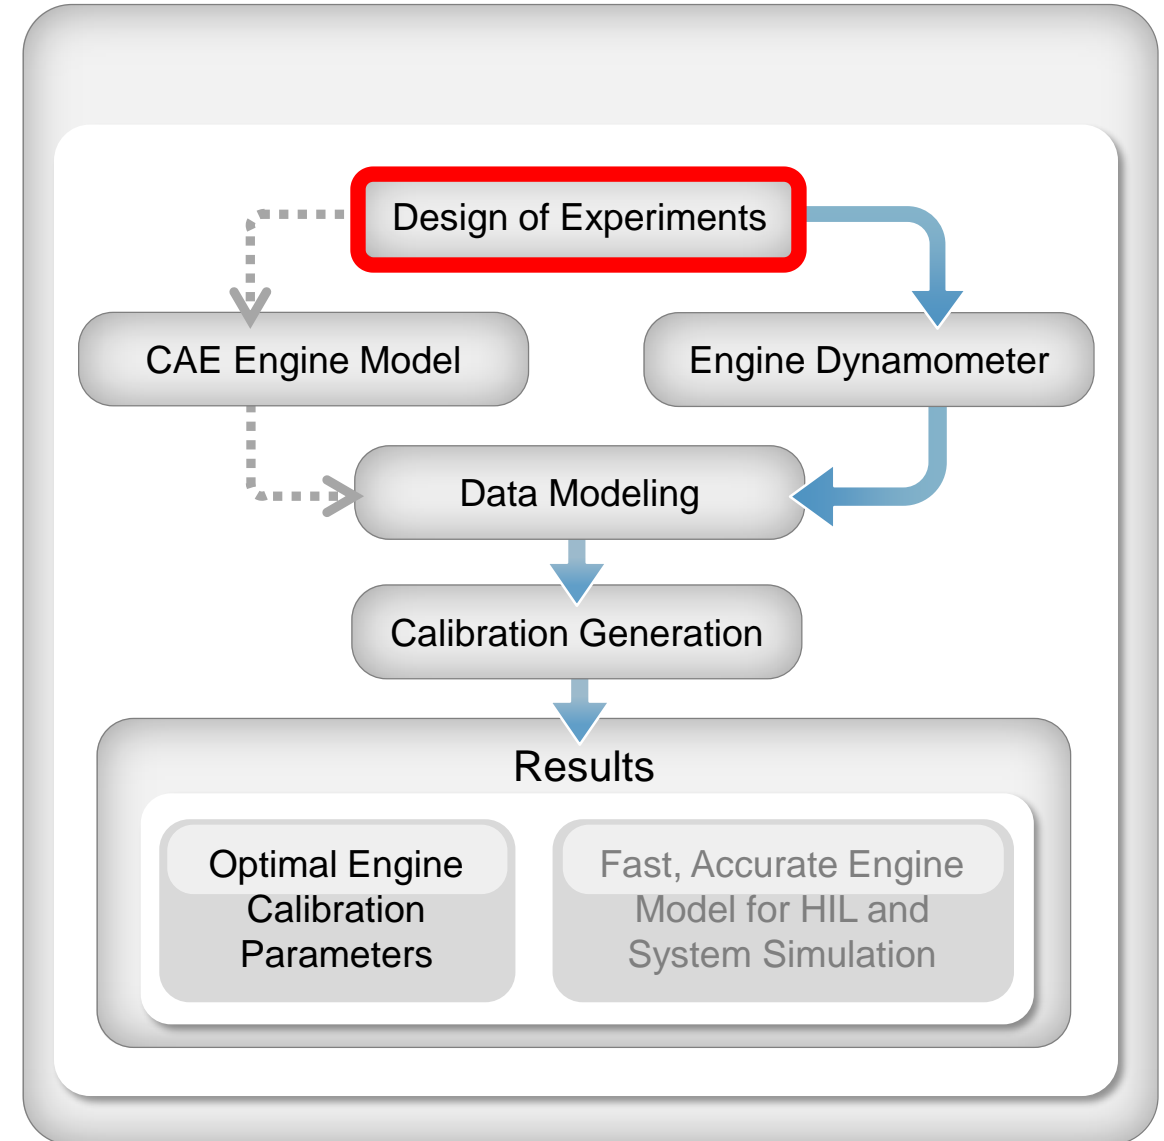 Design of Experiments
CAE Engine Model
Engine Dynamometer
Data Modeling
Calibration Generation
Results
Optimal Engine
Calibration
Parameters
Fast, Accurate Engine
Model for HIL and
System Simulation